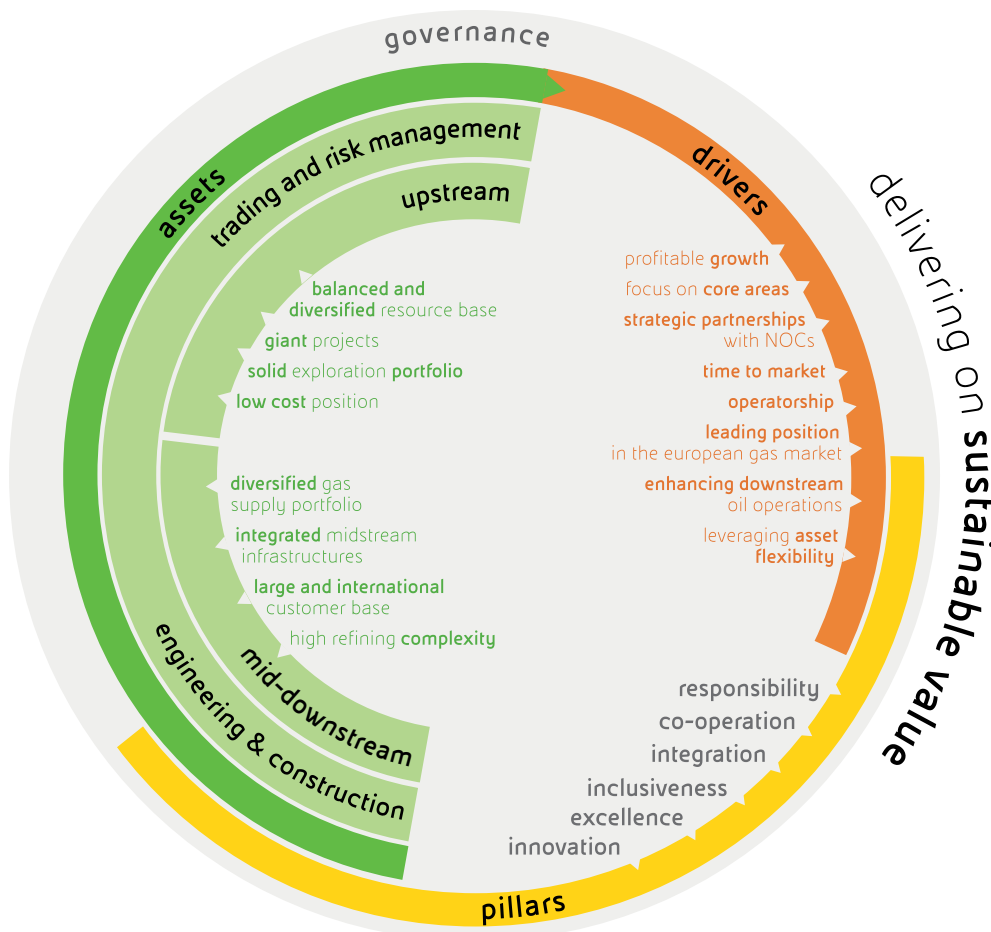 governance
assets
trading and risk management
upstream
balanced and
diversified resource base
giant projects
solid exploration portfolio
low cost position
diversified gas
supply portfolio
integrated midstream
infrastructures
large and international
customer base
high refining complexity
mid-downstream
engineering & construction
drivers
profitable growth
focus on core areas
strategic partnerships
with NOCs
time to market
operatorship
leading position
in the european gas market
enhancing downstream
oil operations
leveraging asset
flexibility
responsibility
co-operation
integration
inclusiveness
excellence
innovation
pillars
delivering on sustainable value